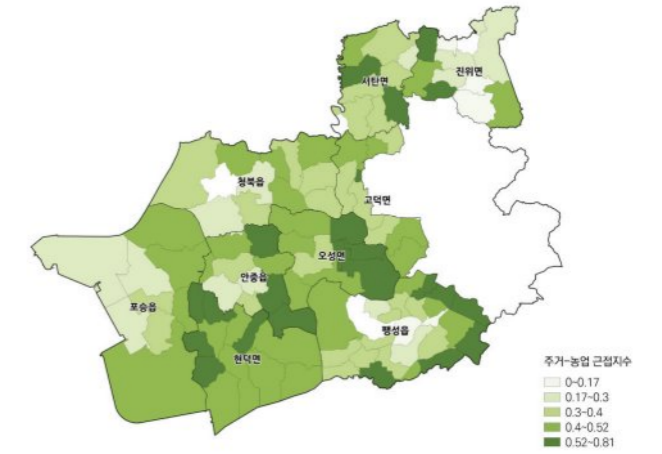 진위면
서탄면
청북읍
고덕면
오성면
안중읍
포승읍
팽성읍
현덕면
주거-농업 근접지수
0~0.17
0.17~0.3
0.3~0.4
0.4~0.52
0.52~0.81